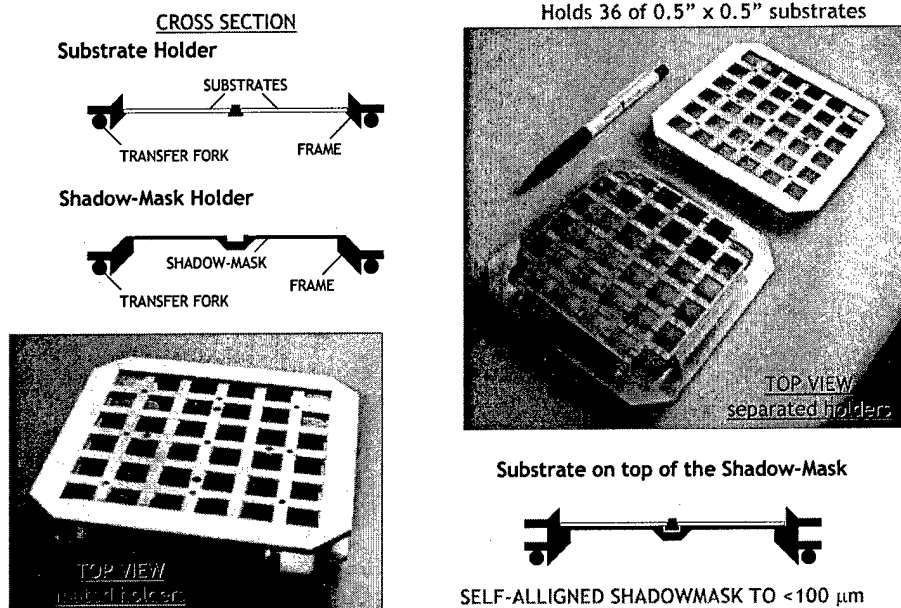 CROSS SECTION
Substrate Holder
SUBSTRATES
TRANSFER FORK
FRAME
Shadow-Mask Holder
SHADOW-MASK
TRANSFER FORK
FRAME
TOP VIEW
mated holders
Holds 36 of 0.5" x 0.5" substrates
TOP VIEW
separated holders
Substrate on top of the Shadow-Mask
SELF-ALLIGNED SHADOWMASK TO <100 μm